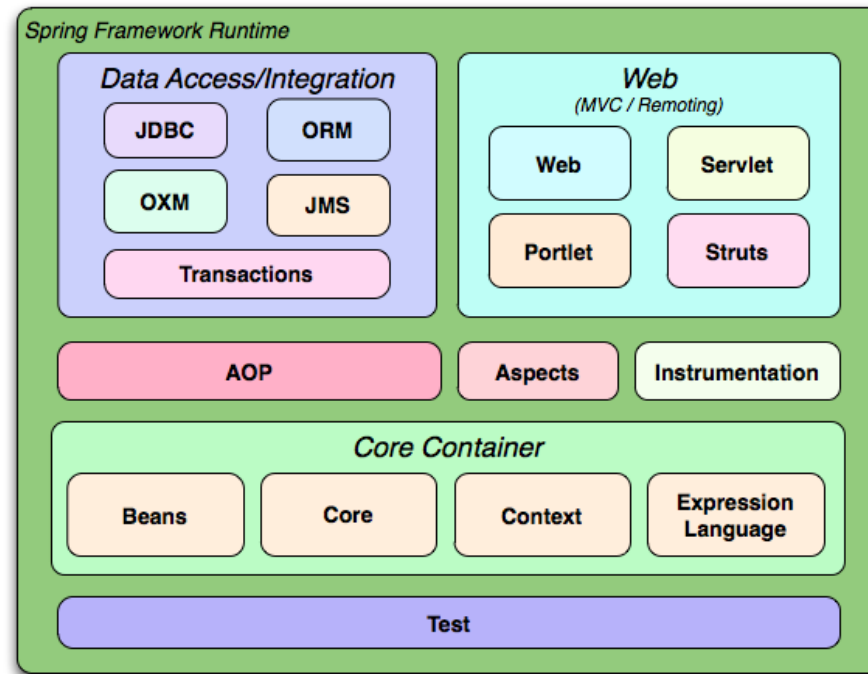 Spring Framework Runtime
Data Access/Integration
JDBC
ORM
OXM
JMS
Transactions
Web
(MVC / Remoting)
Web
Servlet
Portlet
Struts
AOP
Aspects
Instrumentation
Core Container
Beans
Core
Context
Expression
Language
Test